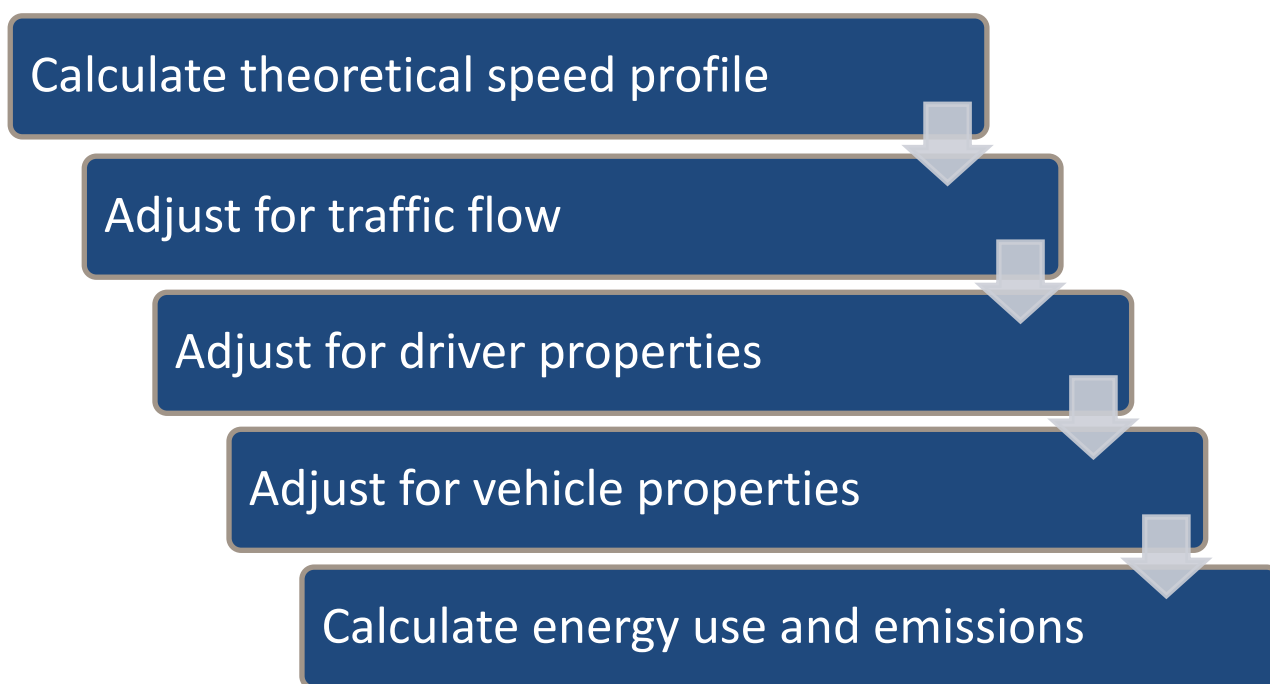 Calculate theoretical speed profile
Adjust for traffic flow
Adjust for driver properties
Adjust for vehicle properties
Calculate energy use and emissions